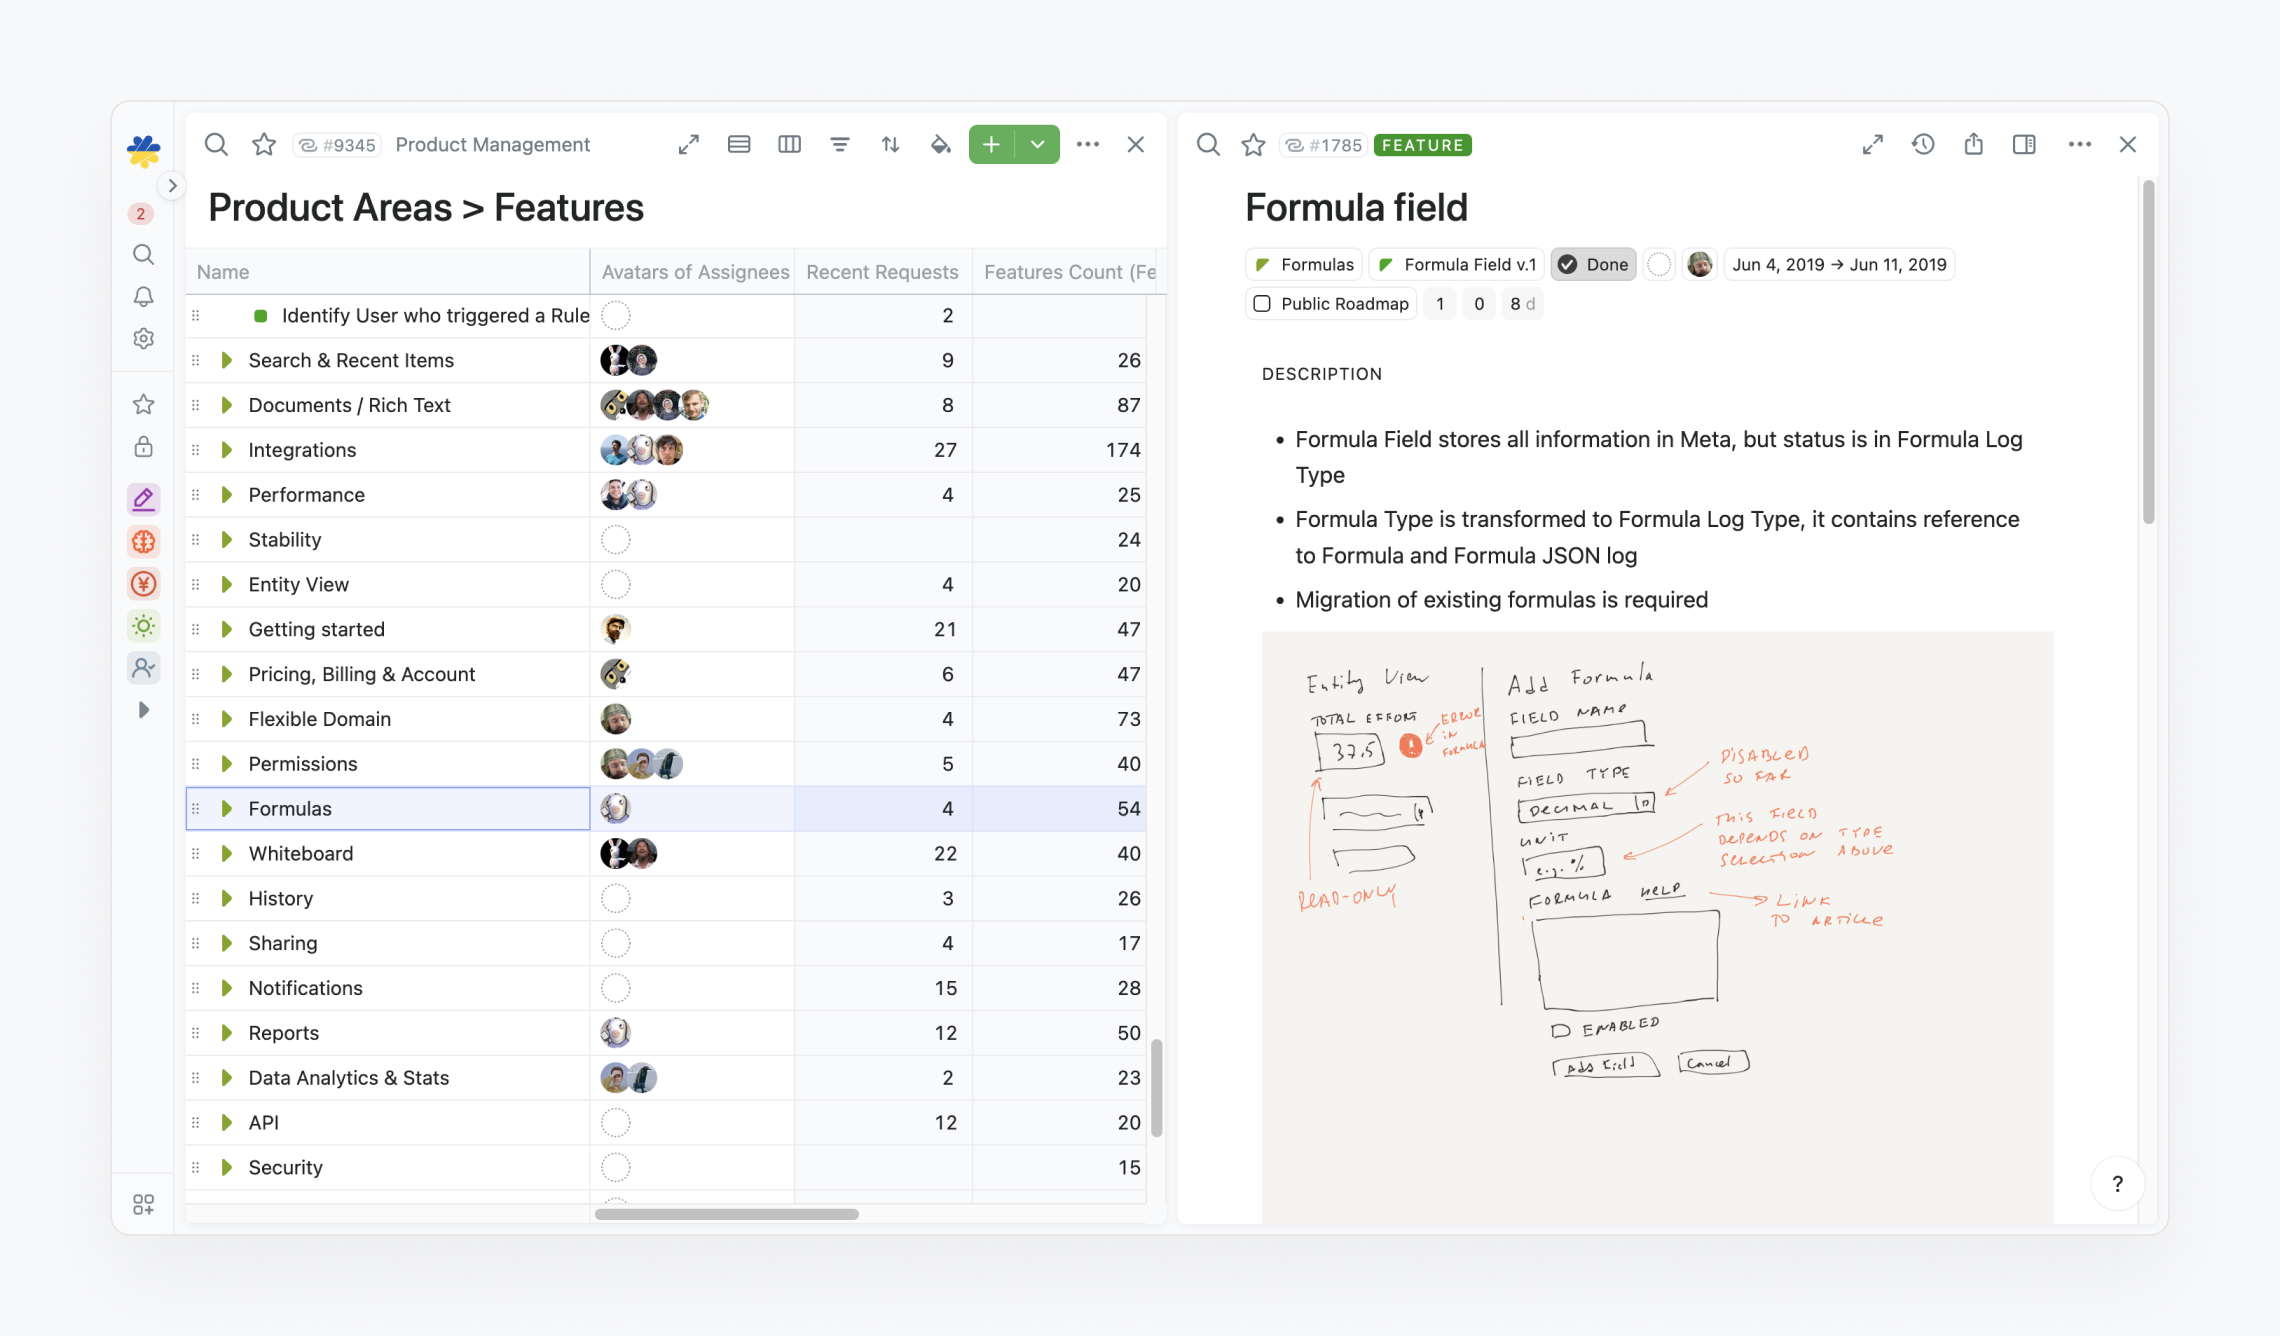 2
#9345 Product Management
Product Areas > Features
Name Avatars of Assignees Recent Requests Features Count (Fe
Identify User who triggered a Rule 2
Search & Recent Items 9 26
Documents / Rich Text 8 87
Integrations 27 174
Performance 4 25
Stability 24
Entity View 4 20
Getting started 21 47
Pricing, Billing & Account 6 47
Flexible Domain 4 73
Permissions 5 40
Formulas 4 54
Whiteboard 22 40
History 3 26
Sharing 4 17
Notifications 15 28
Reports 12 50
Data Analytics & Stats 2 23
API 12 20
Security 15
#1785 FEATURE
Formula field
Formulas Formula Field v.1 Done Jun 4, 2019 → Jun 11, 2019
Public Roadmap 1 0 8 d
DESCRIPTION
• Formula Field stores all information in Meta, but status is in Formula Log
Type
• Formula Type is transformed to Formula Log Type, it contains reference
to Formula and Formula JSON log
• Migration of existing formulas is required
Entity View
TOTAL EFFORT
37.5
ERROR
IN
FORMULA
READ-ONLY
Add Formula
FIELD NAME
FIELD TYPE
DECIMAL
DISABLED
SO FAR
UNIT
e.g. %
THIS FIELD
DEPENDS ON TYPE
SELECTION ABOVE
FORMULA HELP
LINK
TO ARTICLE
ENABLED
Add Field Cancel
?